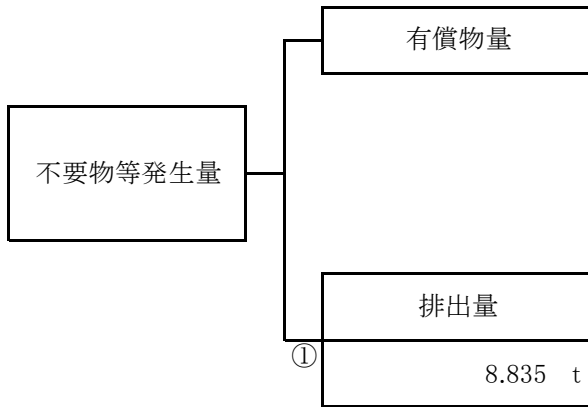 有償物量
不要物等発生量
排出量
①
8.835 t